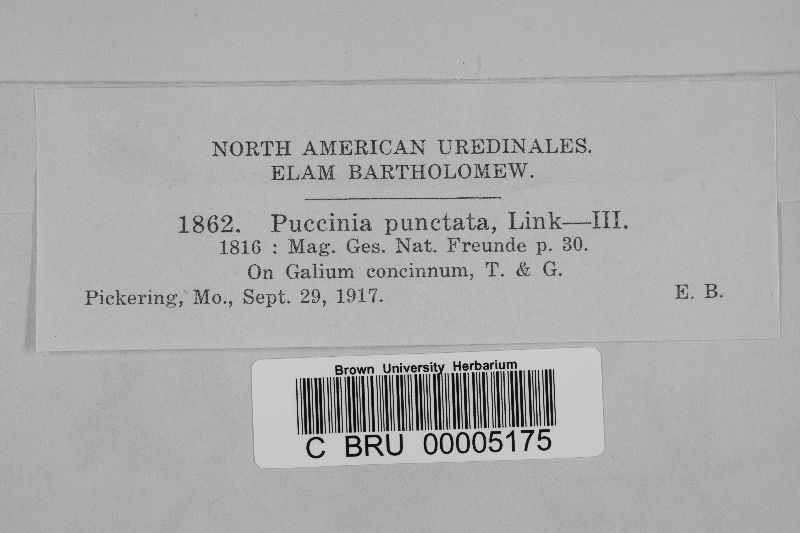 NORTH AMERICAN UREDINALES.
ELAM BARTHOLOMEW.
1862. Puccinia punctata, Link—III.
1816 : Mag. Ges. Nat. Freunde p. 30.
On Galium concinnum, T. & G.
Pickering, Mo., Sept. 29, 1917. E. B.
Brown University Herbarium
C BRU 00005175